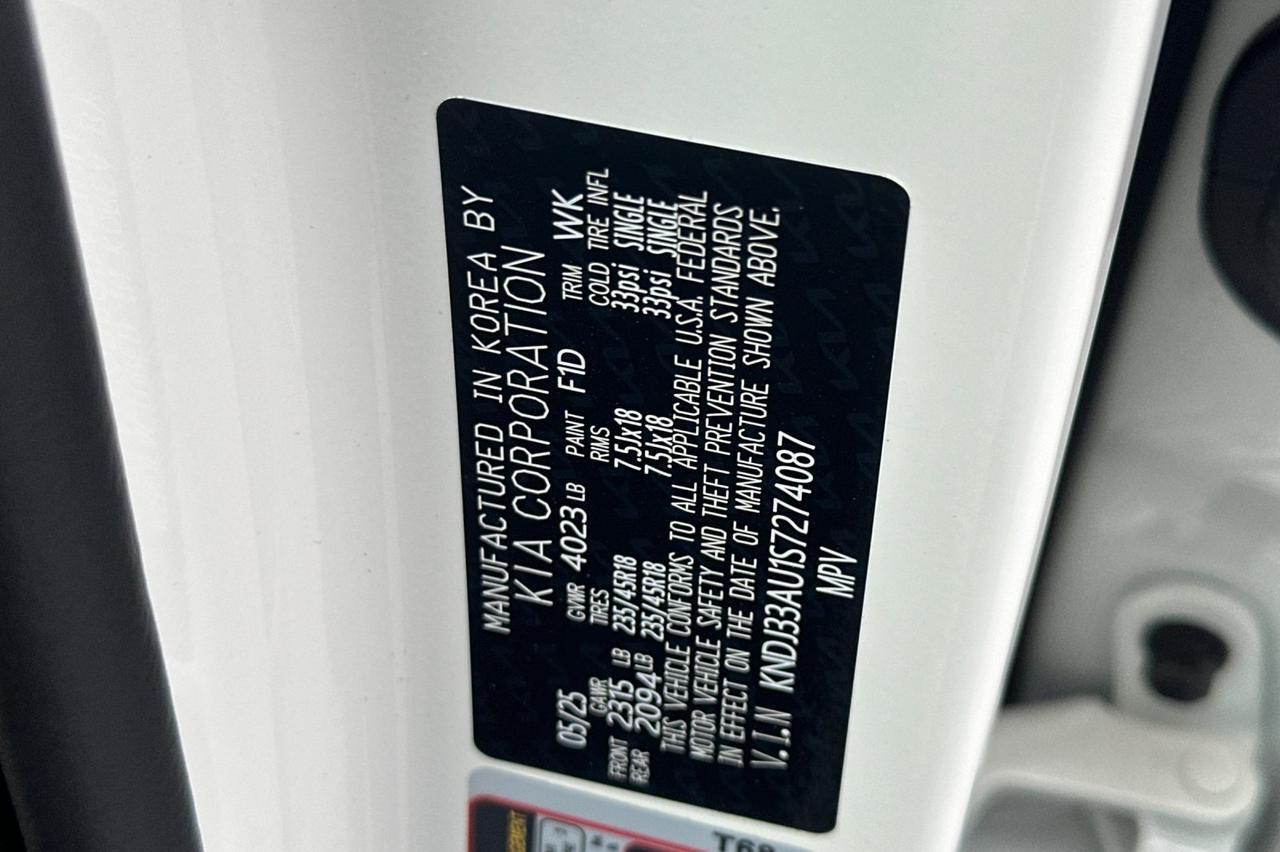 MANUFACTURED IN KOREA BY
KIA CORPORATION
05/25 GVWR 4023 LB PAINT F1D TRIM WK
GAWR TIRES RIMS COLD TIRE INFL
FRONT 2315 LB 235/45R18 7.5Jx18 33psi SINGLE
REAR 2094 LB 235/45R18 7.5Jx18 33psi SINGLE
THIS VEHICLE CONFORMS TO ALL APPLICABLE U.S.A. FEDERAL
MOTOR VEHICLE SAFETY AND THEFT PREVENTION STANDARDS
IN EFFECT ON THE DATE OF MANUFACTURE SHOWN ABOVE.
V.I.N KNDJ33AU1S7274087
MPV
T68